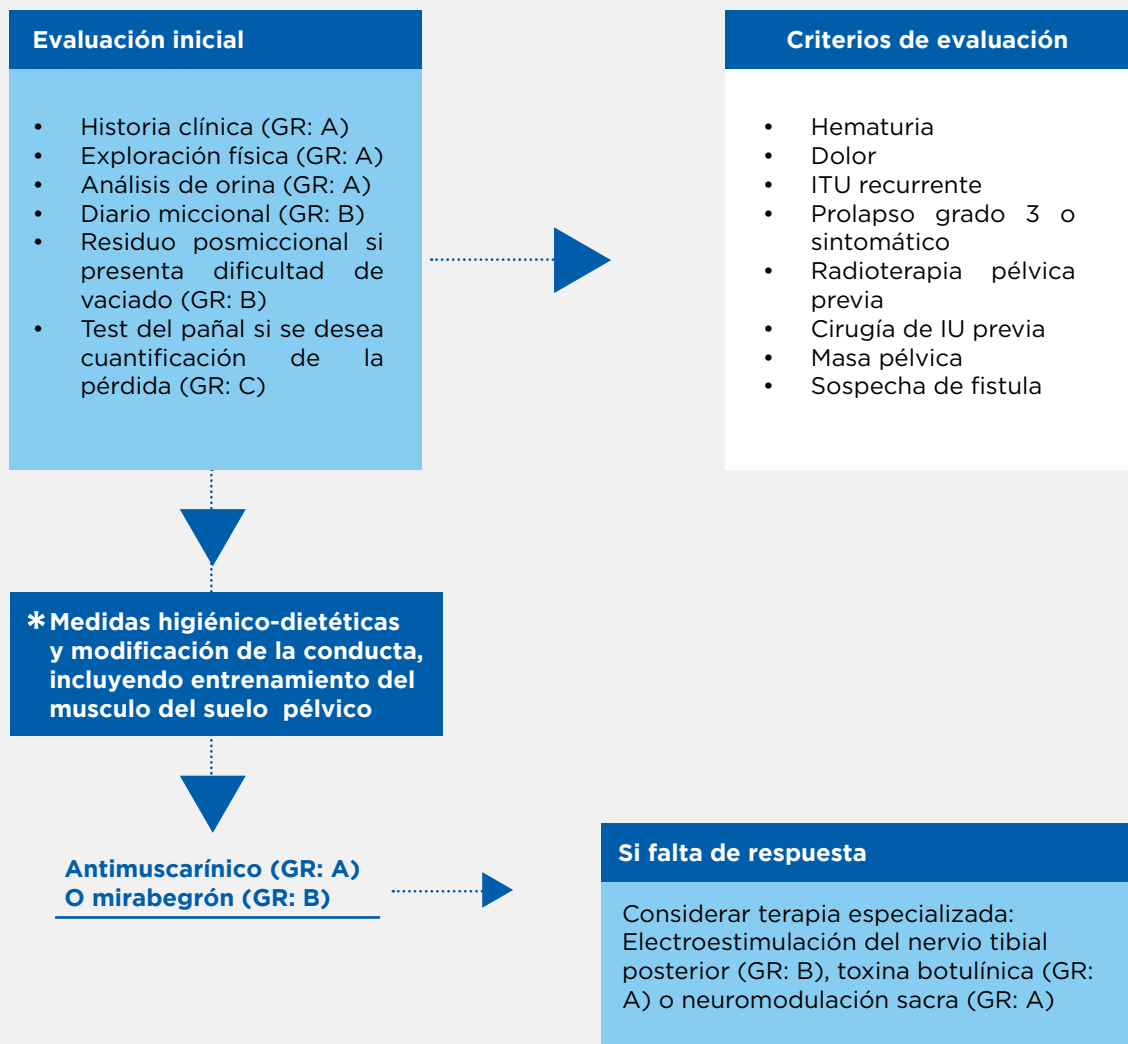 Evaluación inicial
• Historia clínica (GR: A)
• Exploración física (GR: A)
• Análisis de orina (GR: A)
• Diario miccional (GR: B)
• Residuo posmiccional si
presenta dificultad de
vaciado (GR: B)
• Test del pañal si se desea
cuantificación de la
pérdida (GR: C)
Criterios de evaluación
• Hematuria
• Dolor
• ITU recurrente
• Prolapso grado 3 o
sintomático
• Radioterapia pélvica
previa
• Cirugía de IU previa
• Masa pélvica
• Sospecha de fistula
* Medidas higiénico-dietéticas
y modificación de la conducta,
incluyendo entrenamiento del
musculo del suelo pélvico
Antimuscarínico (GR: A)
O mirabegrón (GR: B)
Si falta de respuesta
Considerar terapia especializada:
Electroestimulación del nervio tibial
posterior (GR: B), toxina botulínica (GR:
A) o neuromodulación sacra (GR: A)